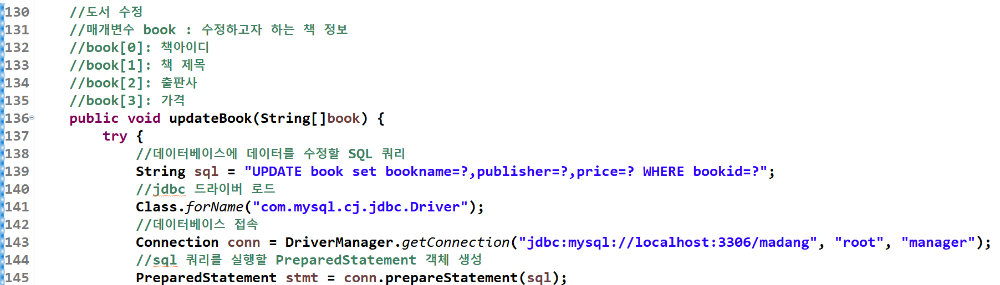 130 //도서 수정
131 //매개변수 book : 수정하고자 하는 책 정보
132 //book[0]: 책아이디
133 //book[1]: 책 제목
134 //book[2]: 출판사
135 //book[3]: 가격
136 public void updateBook(String[]book) {
137 try {
138 //데이터베이스에 데이터를 수정할 SQL 쿼리
139 String sql = "UPDATE book set bookname=?,publisher=?,price=? WHERE bookid=?";
140 //jdbc 드라이버 로드
141 Class.forName("com.mysql.cj.jdbc.Driver");
142 //데이터베이스 접속
143 Connection conn = DriverManager.getConnection("jdbc:mysql://localhost:3306/madang", "root", "manager");
144 //sql 쿼리를 실행할 PreparedStatement 객체 생성
145 PreparedStatement stmt = conn.prepareStatement(sql);